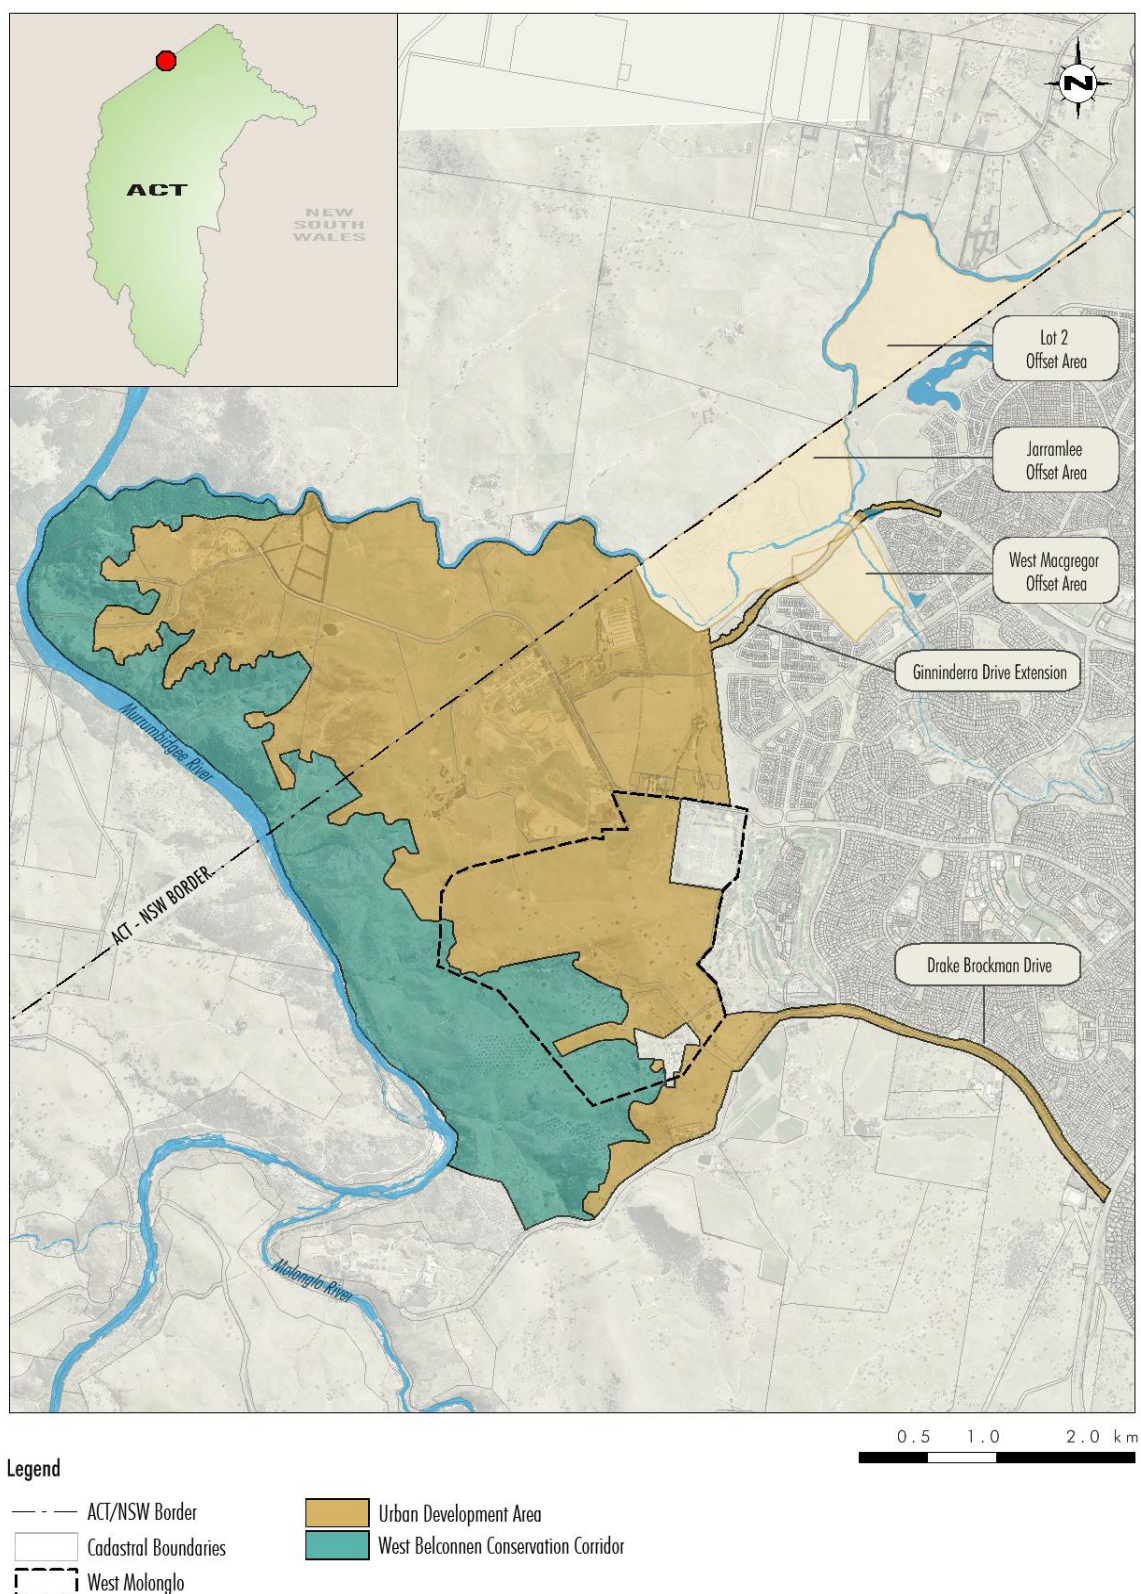 ACT
NEW
SOUTH
WALES
N
Lot 2
Offset Area
Jarramlee
Offset Area
West Macgregor
Offset Area
Ginninderra Drive Extension
Murrumbidgee River
ACT - NSW BORDER
Drake Brockman Drive
Molonglo River
0.5 1.0 2.0 km
Legend
ACT/NSW Border
Cadastral Boundaries
West Molonglo
Urban Development Area
West Belconnen Conservation Corridor